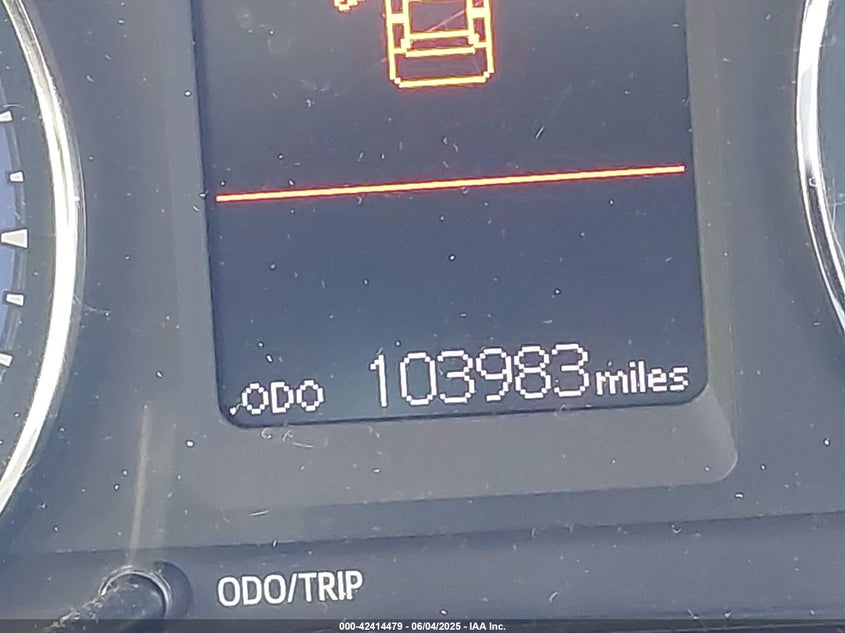 ODO 103983 miles
ODO/TRIP
000-42414479 - 06/04/2025 - IAA Inc.